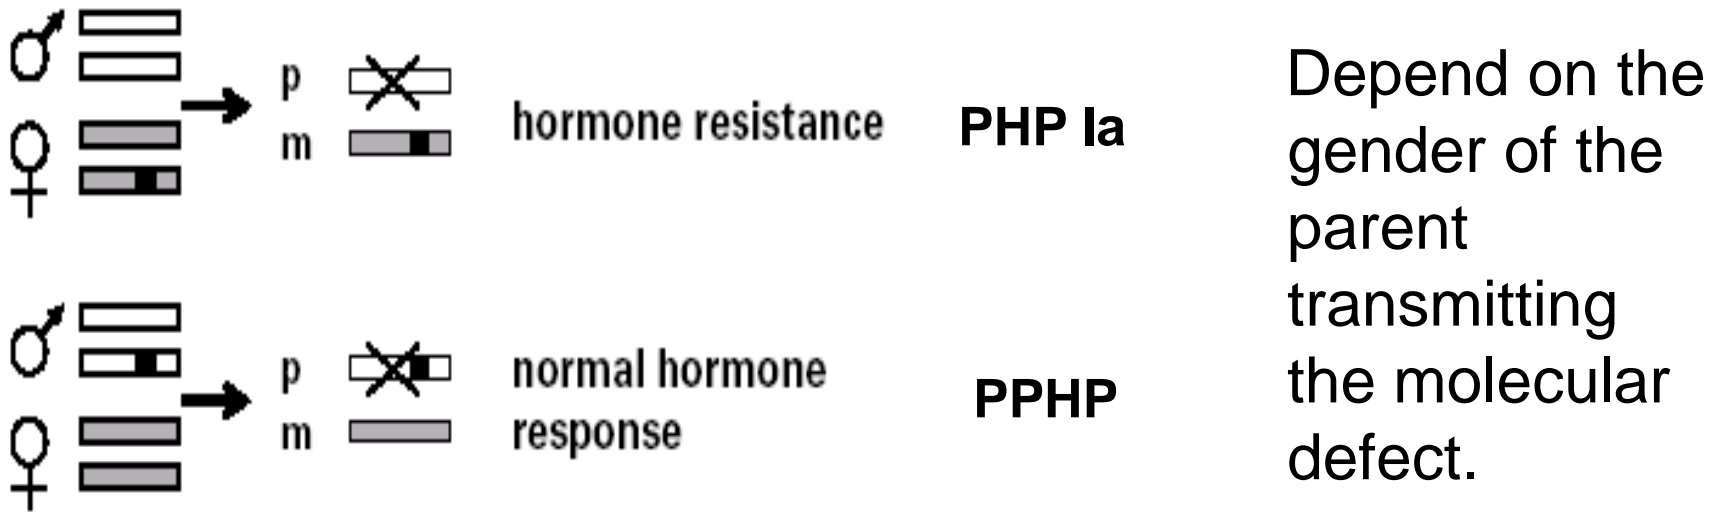 p
hormone resistance
m
PHP Ia
p
normal hormone
m
response
PPHP
Depend on the
gender of the
parent
transmitting
the molecular
defect.